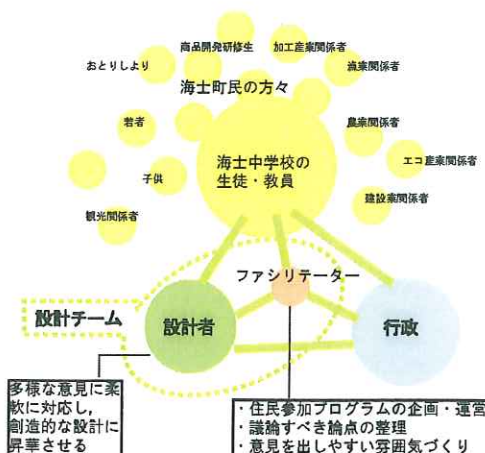 商品開発研修生
加工産業関係者
おとりしより
漁業関係者
海士町民の方々
若者
農業関係者
海士中学校の
生徒・教員
エコ産業関係者
子供
建設業関係者
観光関係者
ファシリテーター
設計チーム
設計者
行政
多様な意見に柔
軟に対応し,
創造的な設計に
昇華させる
・住民参加プログラムの企画・運営
・議論すべき論点の整理
・意見を出しやすい雰囲気づくり